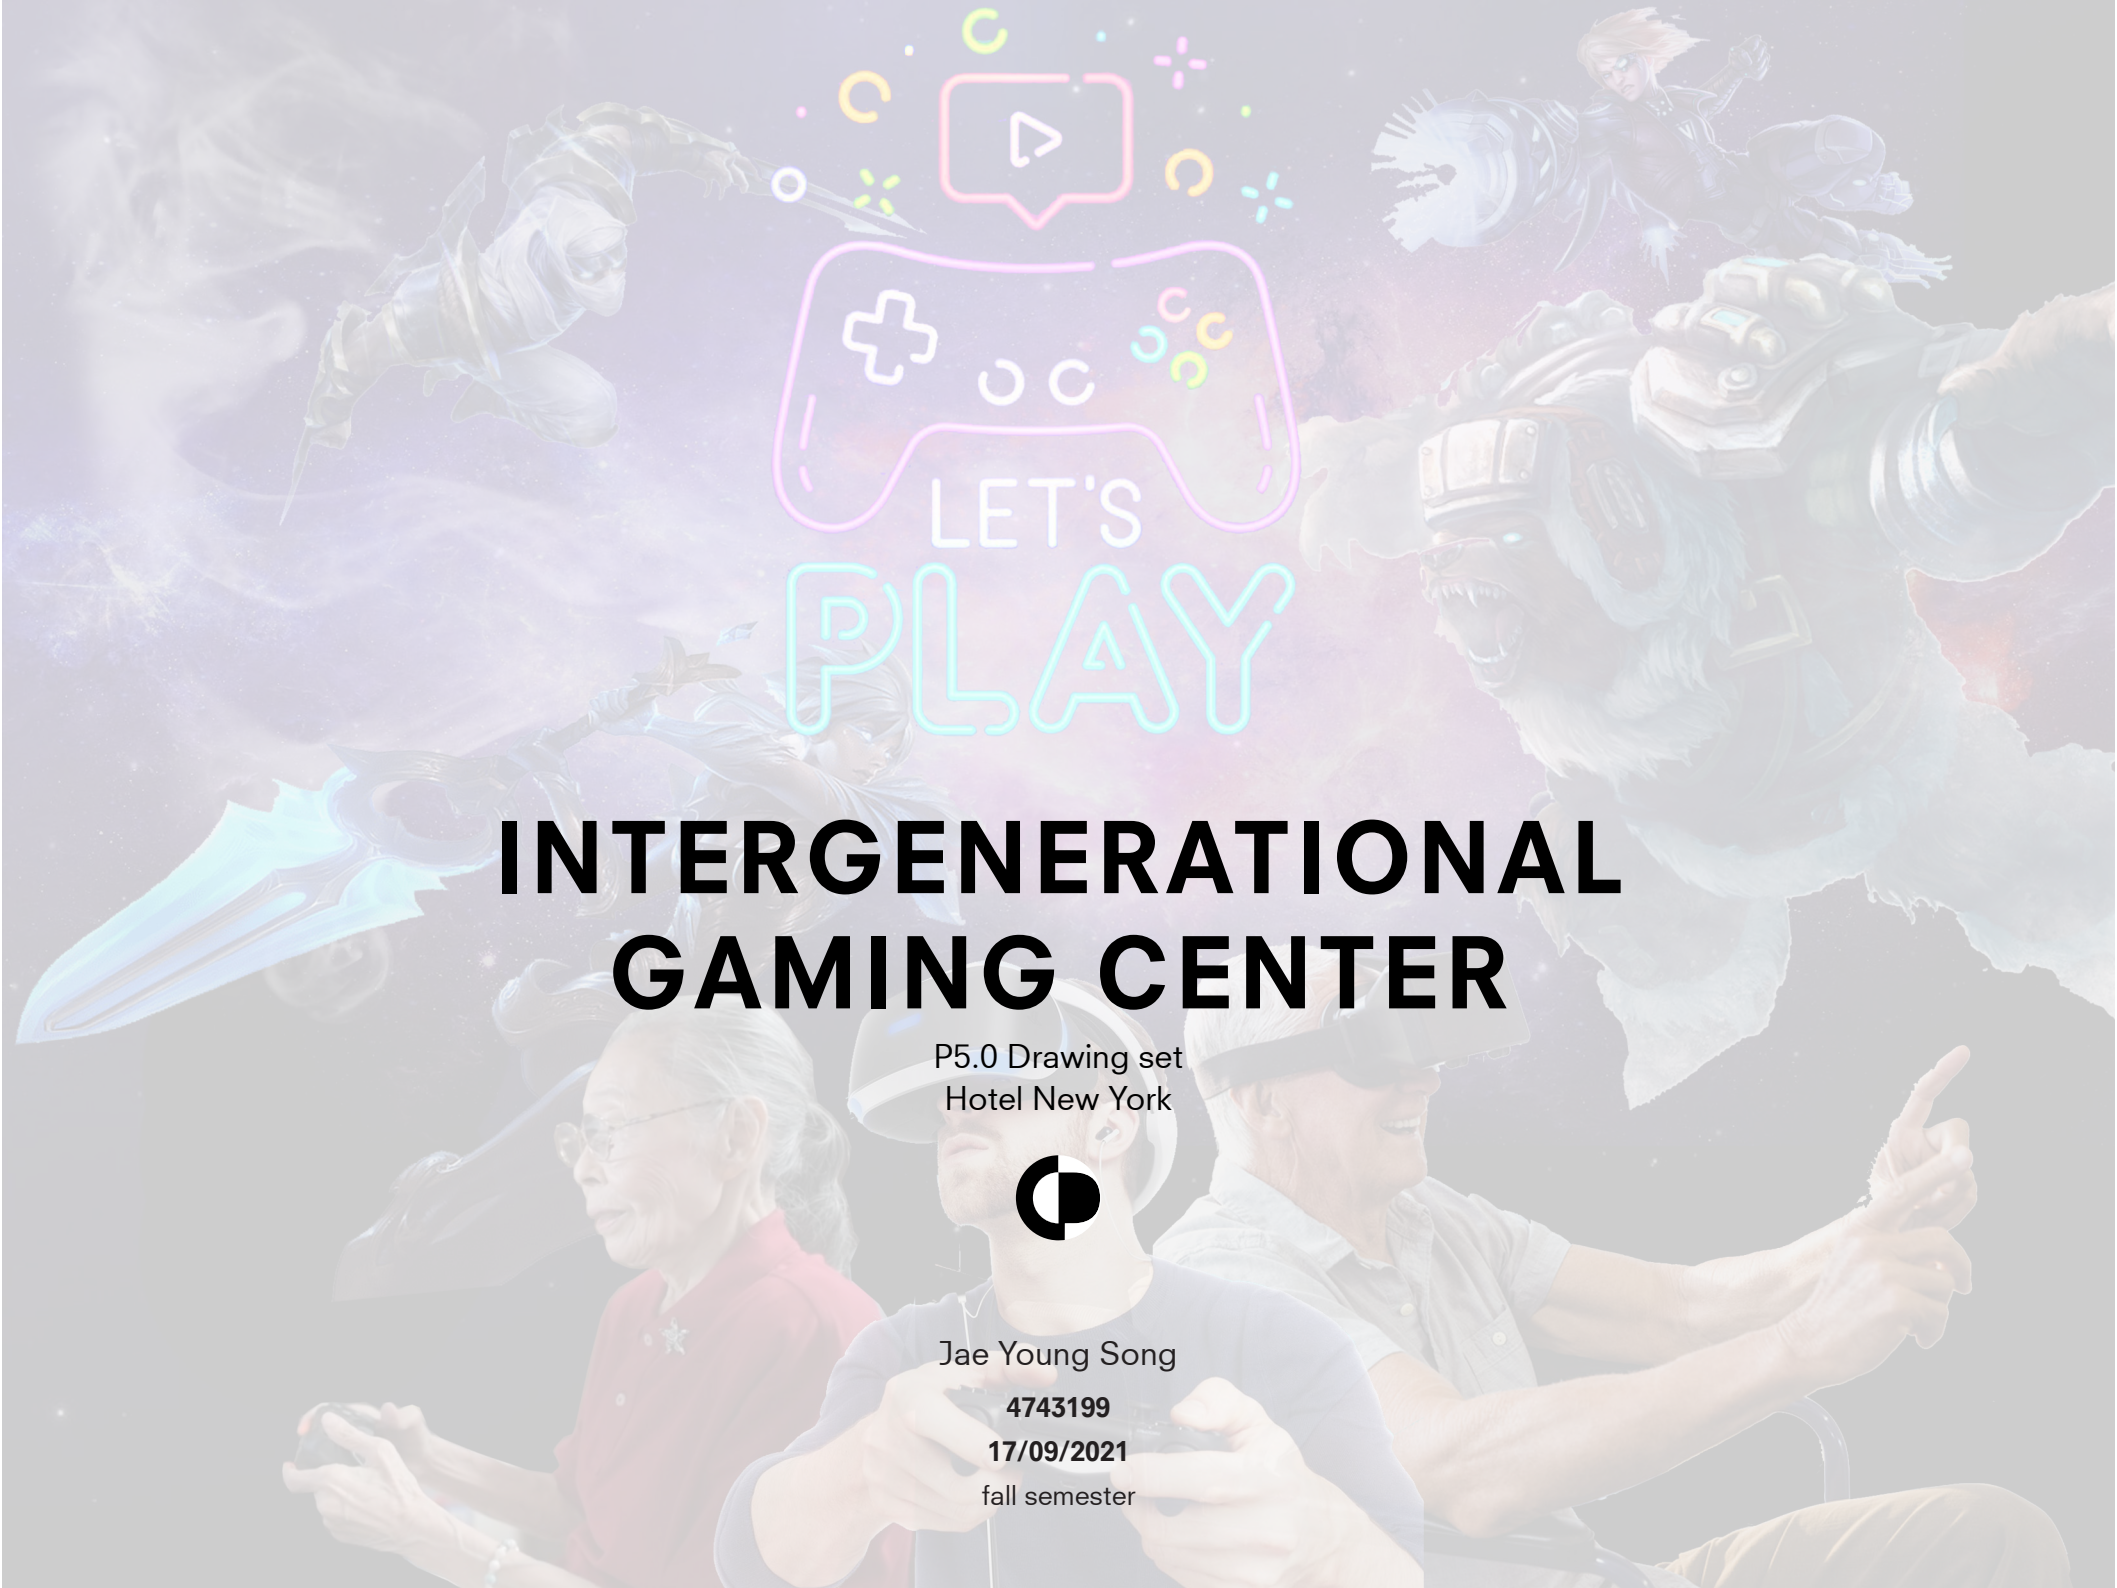 LET'S
PLAY
INTERGENERATIONAL
GAMING CENTER
P5.0 Drawing set
Hotel New York
Jae Young Song
4743199
17/09/2021
fall semester